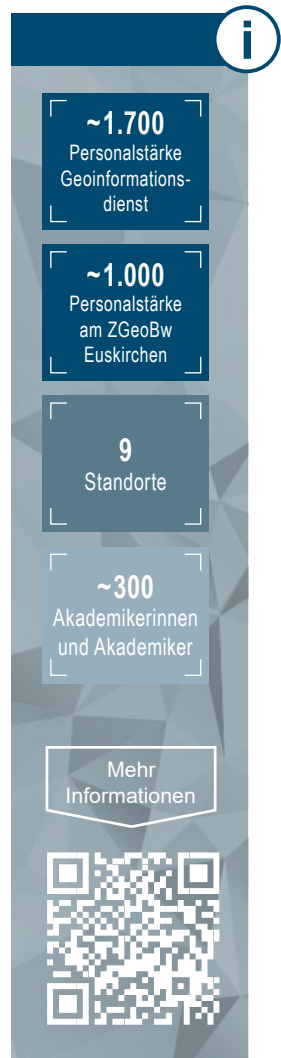 i
~1.700
Personalstärke
Geoinformations-
dienst
~1.000
Personalstärke
am ZGeoBw
Euskirchen
9
Standorte
~300
Akademikerinnen
und Akademiker
Mehr
Informationen